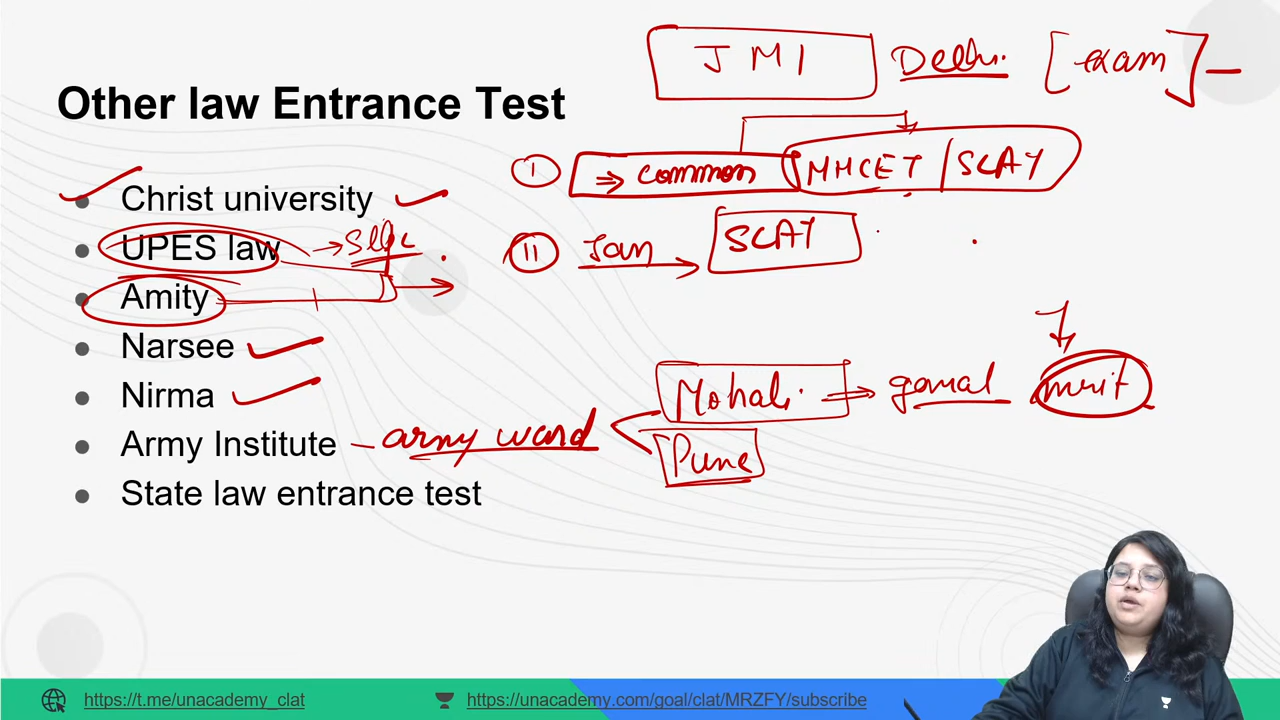 JMI Delhi [exam]
Other law Entrance Test
I ⇒ common MHCET / SLAT
Christ university
II Jan → SLAT
UPES law →
Amity
Narsee
Mohali ⇒ genral merit
Nirma
Army Institute – army ward
Pune
State law entrance test
https://t.me/unacademy_clat
https://unacademy.com/goal/clat/MRZFY/subscribe